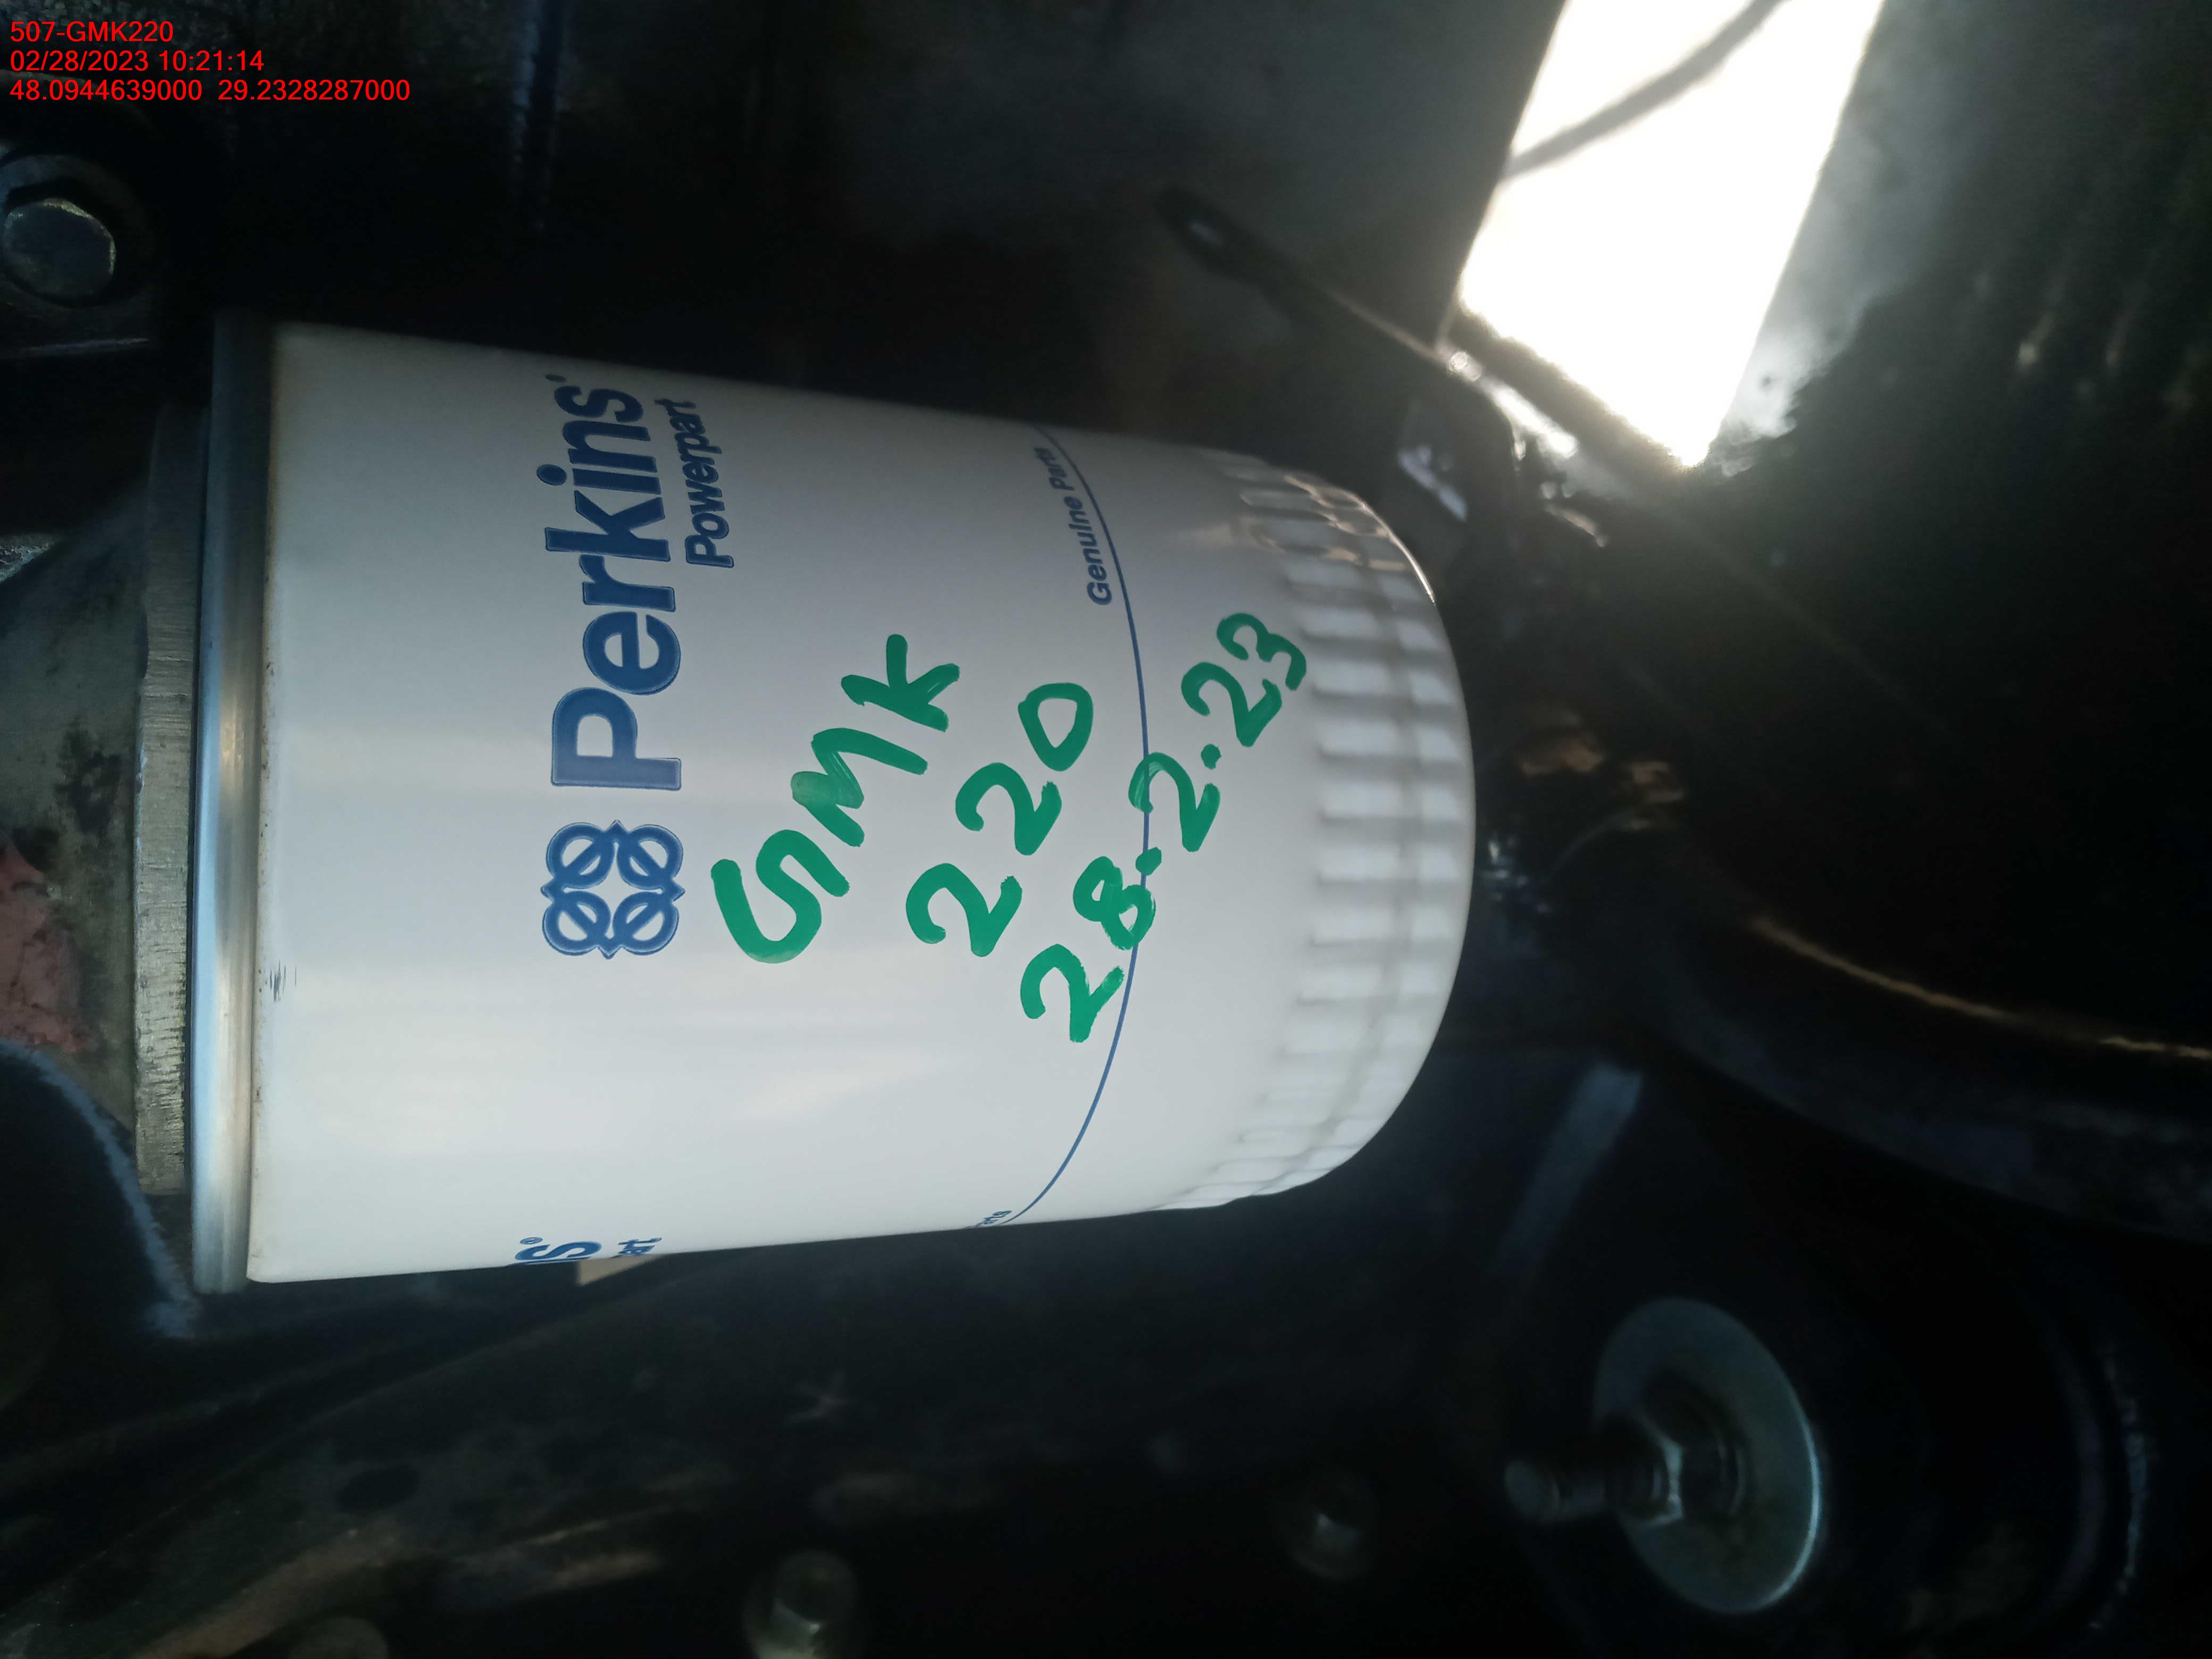 507-GMK220
02/28/2023 10:21:14
48.0944639000 29.2328287000
Perkins
Powerpart
Genuine Parts
GMK
220
28.2.23